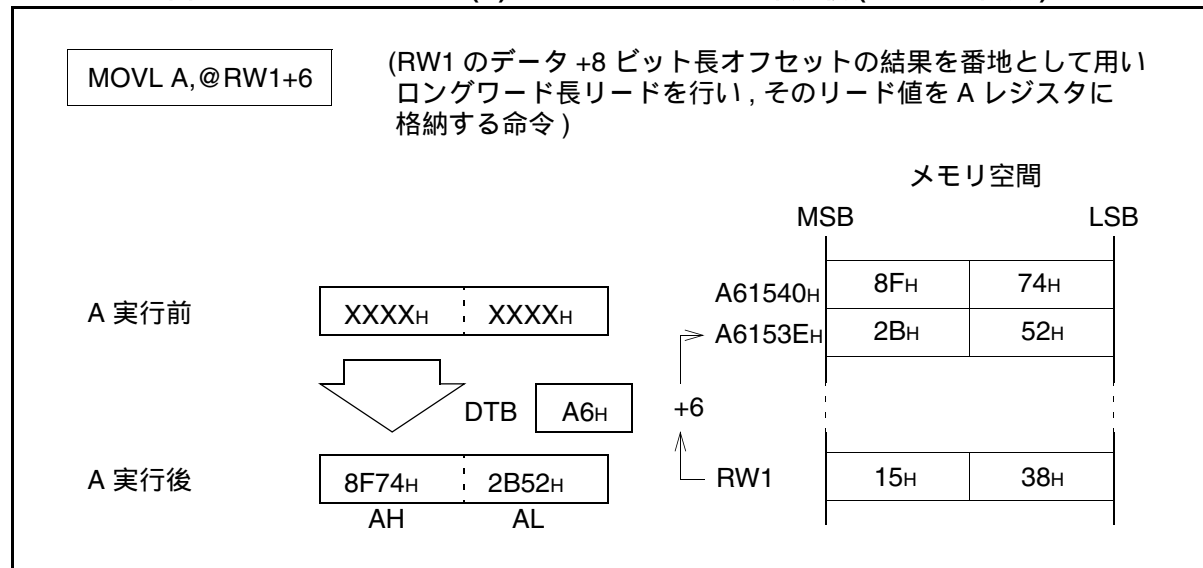 MOVL A,@RW1+6
(RW1 のデータ +8 ビット長オフセットの結果を番地として用い
ロングワード長リードを行い , そのリード値を A レジスタに
格納する命令 )
メモリ空間
MSB LSB
A61540H 8FH 74H
A 実行前 XXXXH XXXXH A6153EH 2BH 52H
DTB A6H +6
A 実行後 8F74H 2B52H RW1 15H 38H
AH AL